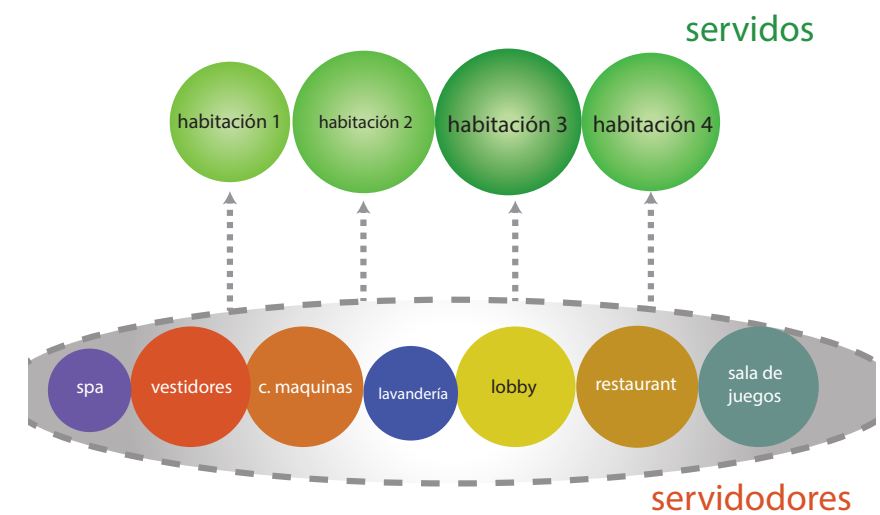 servidos
habitación 1
habitación 2
habitación 3
habitación 4
spa
vestidores
c. maquinas
lavandería
lobby
restaurant
sala de
juegos
servidodores